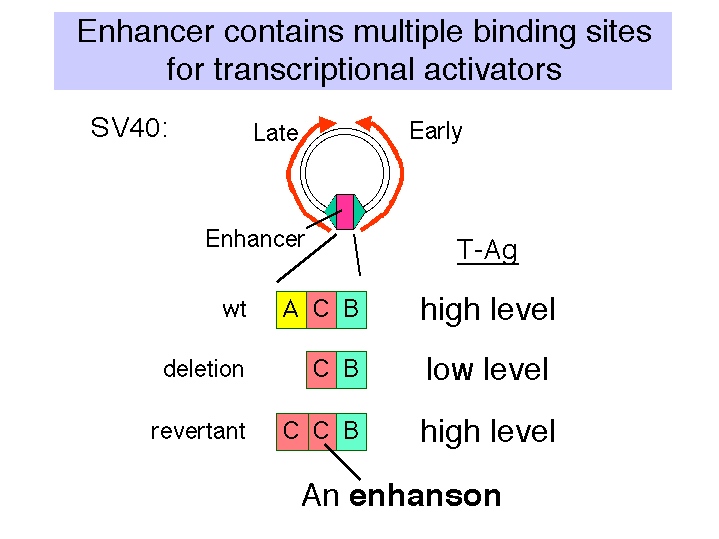 Enhancer contains multiple binding sites
for transcriptional activators
SV40:
Late
Early
Enhancer
T-Ag
wt A C B high level
deletion C B low level
revertant C C B high level
An enhanson